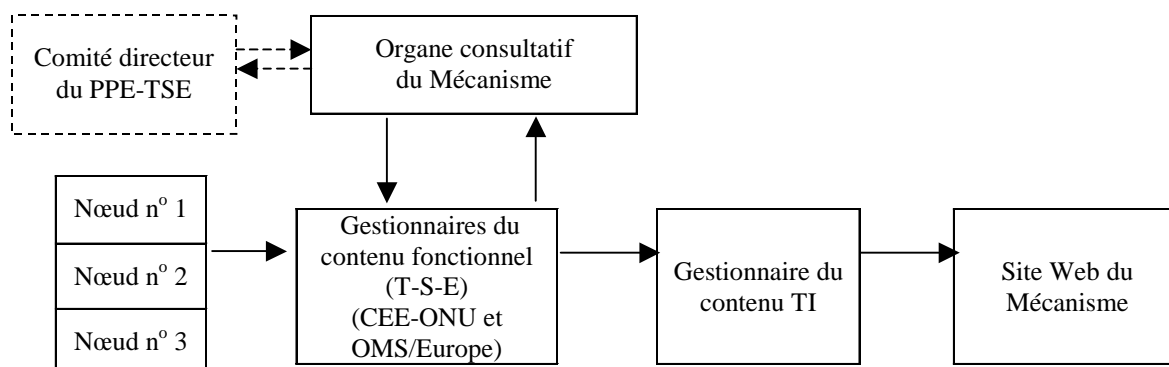 Comité directeur
du PPE-TSE
Organe consultatif
du Mécanisme
Nœud nº 1
Nœud nº 2
Nœud nº 3
Gestionnaires du
contenu fonctionnel
(T-S-E)
(CEE-ONU et
OMS/Europe)
Gestionnaire du
contenu TI
Site Web du
Mécanisme